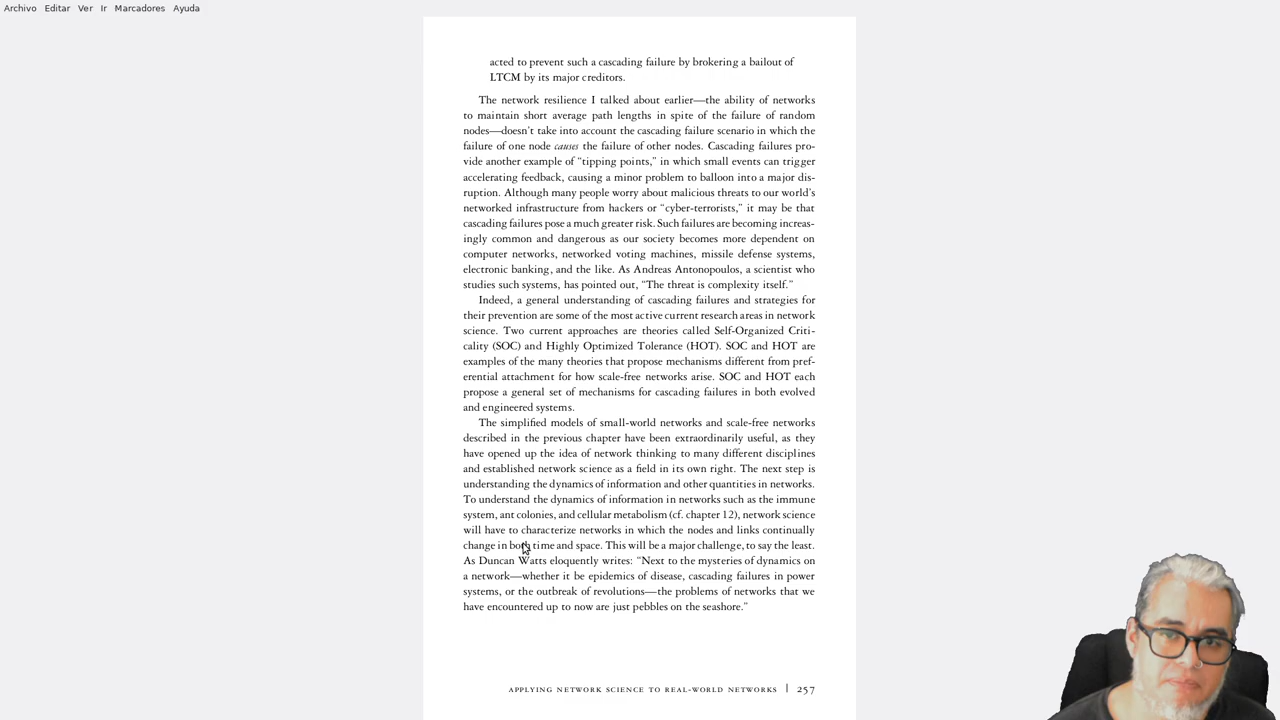 Archivo Editar Ver Ir Marcadores Ayuda
acted to prevent such a cascading failure by brokering a bailout of
LTCM by its major creditors.
The network resilience I talked about earlier—the ability of networks
to maintain short average path lengths in spite of the failure of random
nodes—doesn't take into account the cascading failure scenario in which the
failure of one node causes the failure of other nodes. Cascading failures pro-
vide another example of “tipping points,” in which small events can trigger
accelerating feedback, causing a minor problem to balloon into a major dis-
ruption. Although many people worry about malicious threats to our world's
networked infrastructure from hackers or “cyber-terrorists,” it may be that
cascading failures pose a much greater risk. Such failures are becoming increas-
ingly common and dangerous as our society becomes more dependent on
computer networks, networked voting machines, missile defense systems,
electronic banking, and the like. As Andreas Antonopoulos, a scientist who
studies such systems, has pointed out, “The threat is complexity itself.”
Indeed, a general understanding of cascading failures and strategies for
their prevention are some of the most active current research areas in network
science. Two current approaches are theories called Self-Organized Criti-
cality (SOC) and Highly Optimized Tolerance (HOT). SOC and HOT are
examples of the many theories that propose mechanisms different from pref-
erential attachment for how scale-free networks arise. SOC and HOT each
propose a general set of mechanisms for cascading failures in both evolved
and engineered systems.
The simplified models of small-world networks and scale-free networks
described in the previous chapter have been extraordinarily useful, as they
have opened up the idea of network thinking to many different disciplines
and established network science as a field in its own right. The next step is
understanding the dynamics of information and other quantities in networks.
To understand the dynamics of information in networks such as the immune
system, ant colonies, and cellular metabolism (cf. chapter 12), network science
will have to characterize networks in which the nodes and links continually
change in both time and space. This will be a major challenge, to say the least.
As Duncan Watts eloquently writes: “Next to the mysteries of dynamics on
a network—whether it be epidemics of disease, cascading failures in power
systems, or the outbreak of revolutions—the problems of networks that we
have encountered up to now are just pebbles on the seashore.”
APPLYING NETWORK SCIENCE TO REAL-WORLD NETWORKS | 257